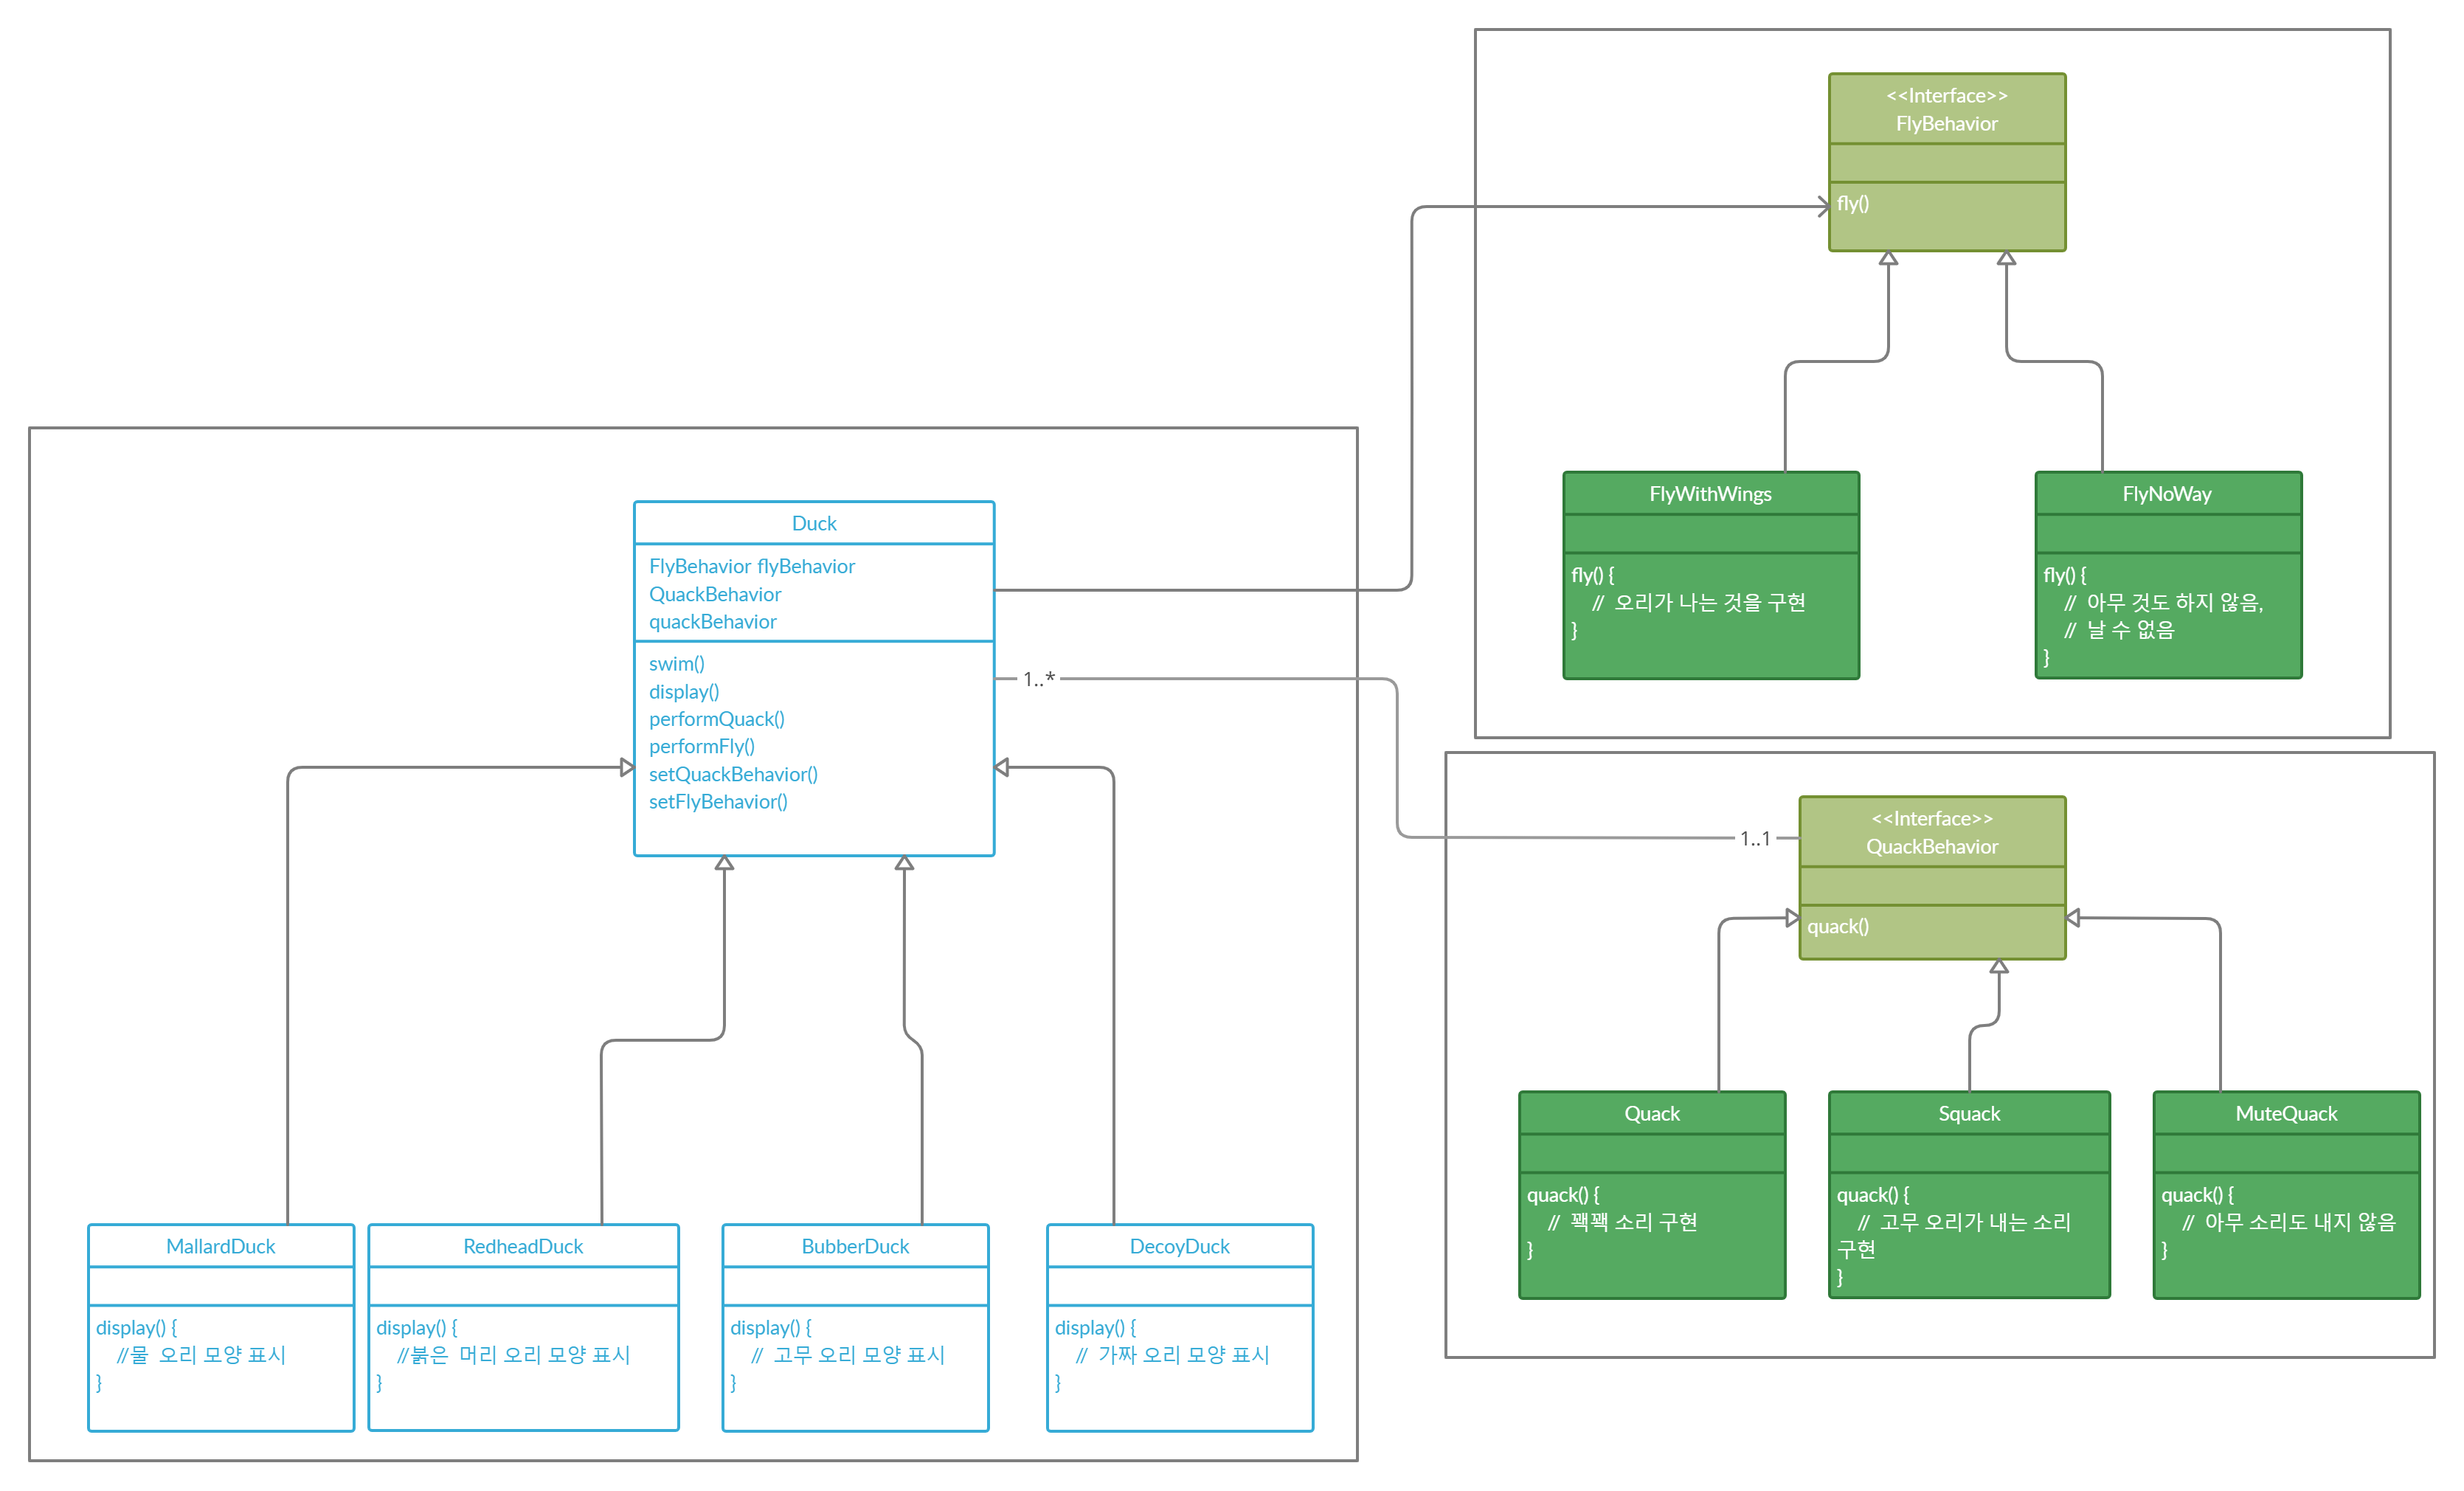 <<Interface>>
FlyBehavior
fly()
FlyWithWings
fly() {
// 오리가 나는 것을 구현
}
FlyNoWay
fly() {
// 아무 것도 하지 않음,
// 날 수 없음
}
Duck
FlyBehavior flyBehavior
QuackBehavior
quackBehavior
swim()
display()
performQuack()
performFly()
setQuackBehavior()
setFlyBehavior()
1..*
1..1
<<Interface>>
QuackBehavior
quack()
Quack
quack() {
// 꽥꽥 소리 구현
}
Squack
quack() {
// 고무 오리가 내는 소리
구현
}
MuteQuack
quack() {
// 아무 소리도 내지 않음
}
MallardDuck
display() {
//물 오리 모양 표시
}
RedheadDuck
display() {
//붉은 머리 오리 모양 표시
}
BubberDuck
display() {
// 고무 오리 모양 표시
}
DecoyDuck
display() {
// 가짜 오리 모양 표시
}